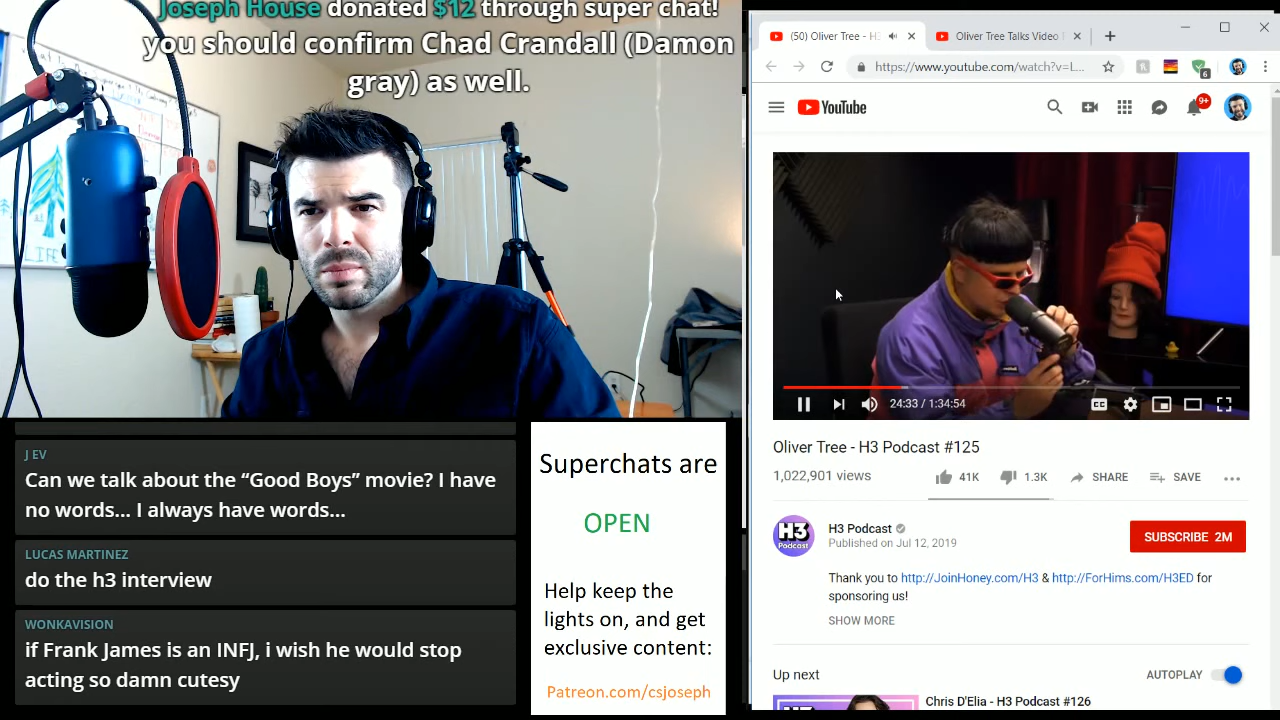 Joseph House donated $12 through super chat!
you should confirm Chad Crandall (Damon
gray) as well.
LIFE
J EV
Can we talk about the “Good Boys” movie? I have
no words... I always have words...
LUCAS MARTINEZ
do the h3 interview
WONKAVISION
if Frank James is an INFJ, i wish he would stop
acting so damn cutesy
Superchats are
OPEN
Help keep the
lights on, and get
exclusive content:
Patreon.com/csjoseph
(50) Oliver Tree - H3
Oliver Tree Talks Video
6
https://www.youtube.com/watch?v=L...
YouTube
9+
24:33 / 1:34:54
CC
Oliver Tree - H3 Podcast #125
1,022,901 views
41K
1.3K
SHARE
SAVE
H3
Podcast
H3 Podcast
Published on Jul 12, 2019
SUBSCRIBE 2M
Thank you to http://JoinHoney.com/H3 & http://ForHims.com/H3ED for
sponsoring us!
SHOW MORE
Up next
AUTOPLAY
Chris D'Elia - H3 Podcast #126